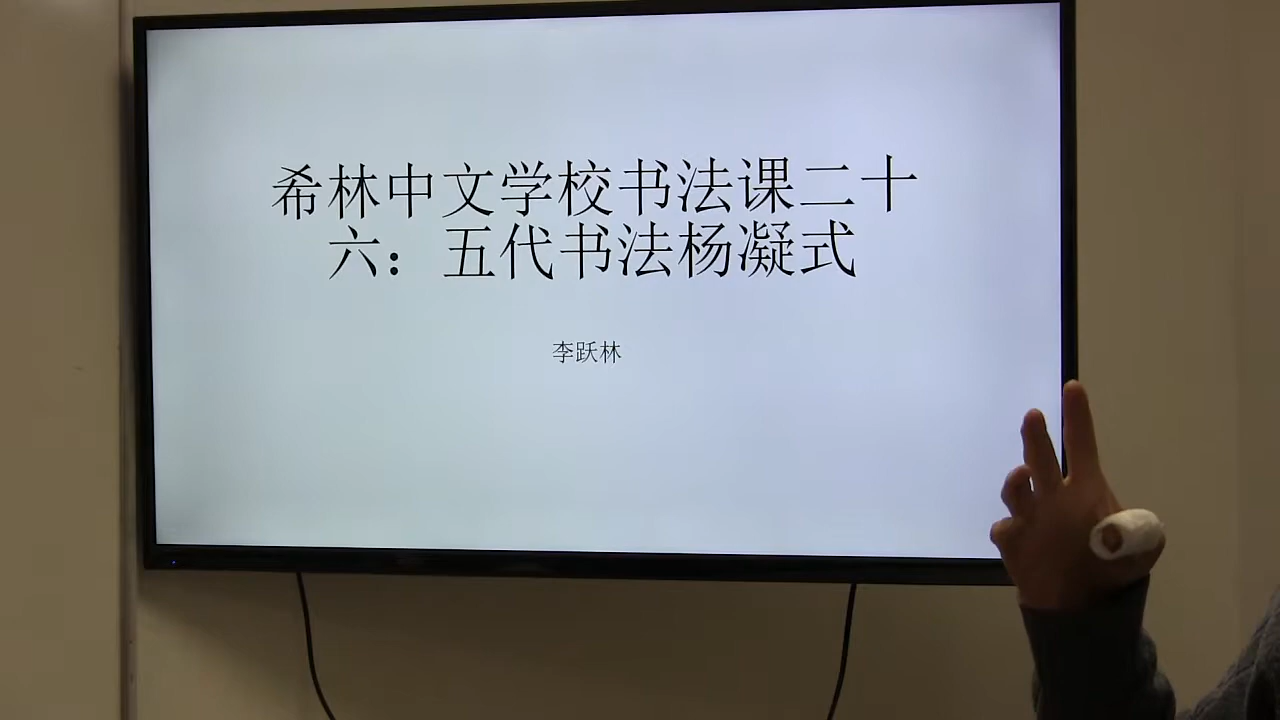 希林中文学校书法课二十
六：五代书法杨凝式
李跃林